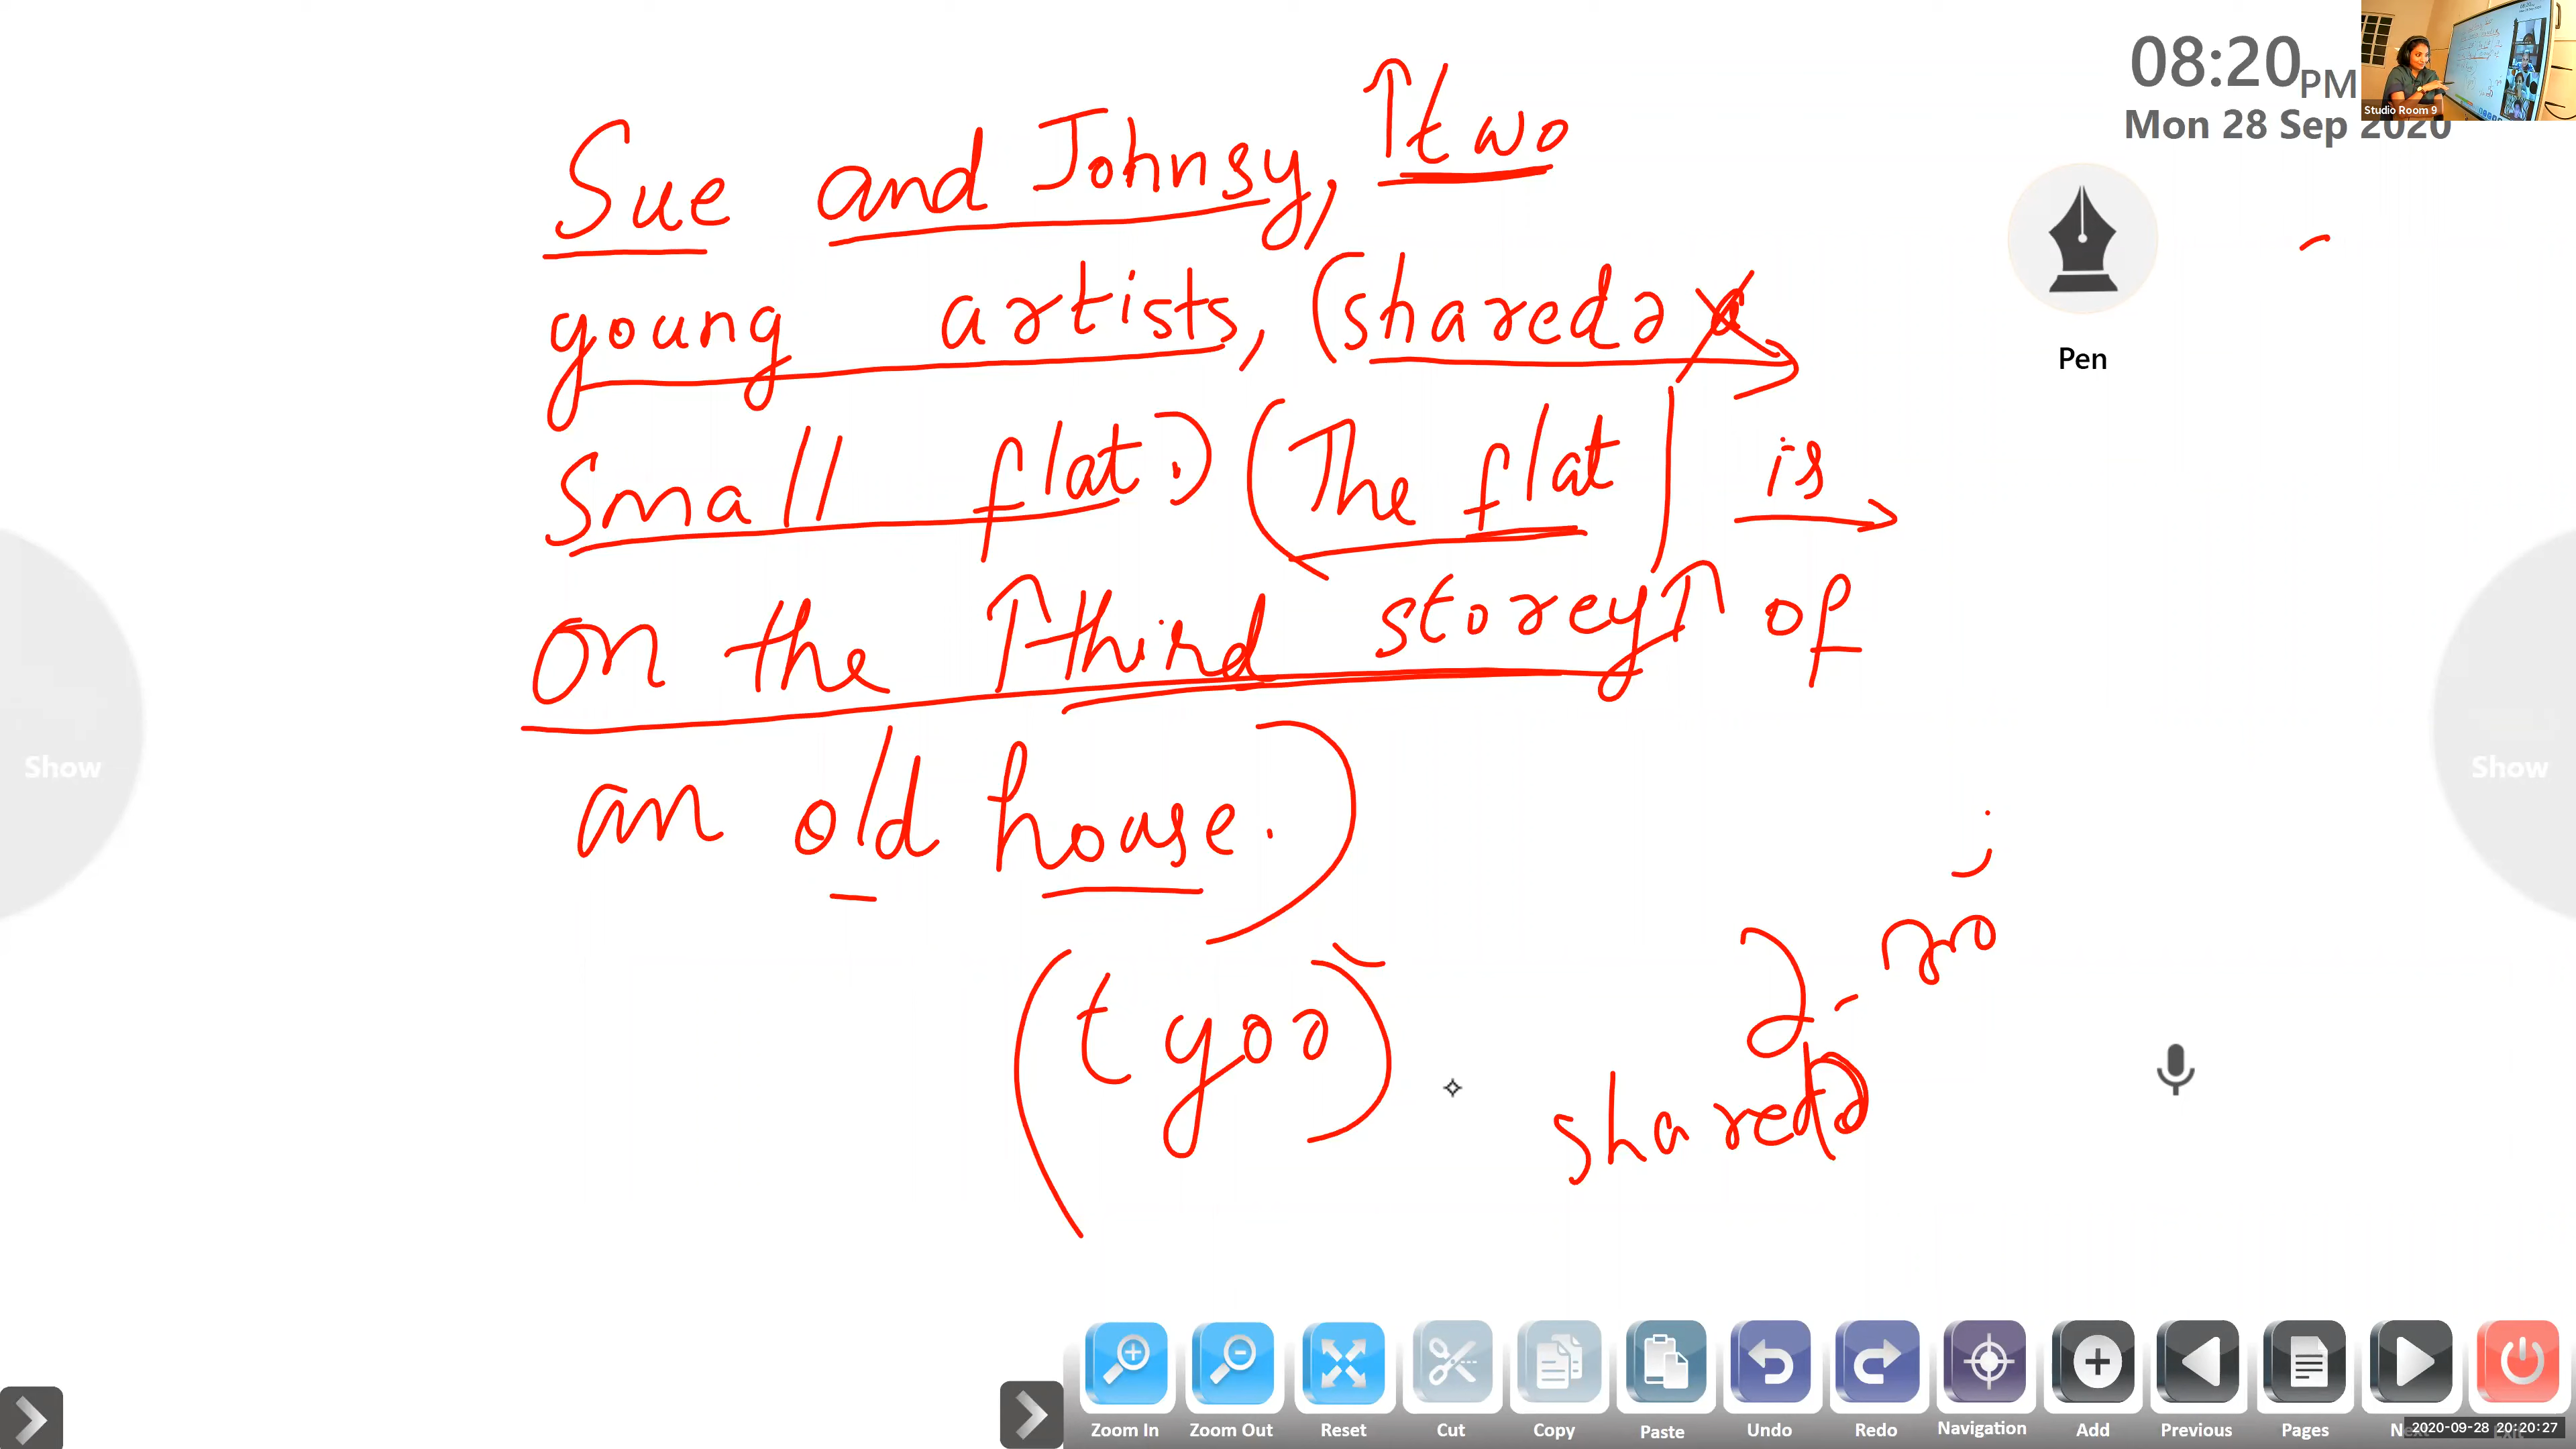 08:20PM
Mon 28 Sep 2020
Studio Room 9
Sue and Johnsy, ↑two
young artists, (shared
Small flat.) (The flat | is
on the ↑third storey↑ of
an old house.)
Show
Show
Pen
shared
Zoom In Zoom Out Reset Cut Copy Paste Undo Redo Navigation Add Previous Pages
2020-09-28 20:20:27